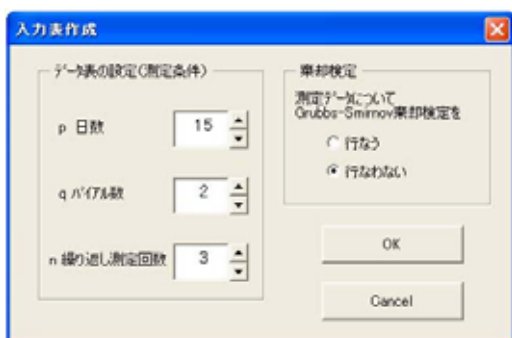 入力表作成
データ表の設定(測定条件)
p 日数
15
q バイアル数
2
n 繰り返し測定回数
3
棄却検定
測定データについて
Grubbs-Smirnov棄却検定を
行なう
行なわない
OK
Cancel